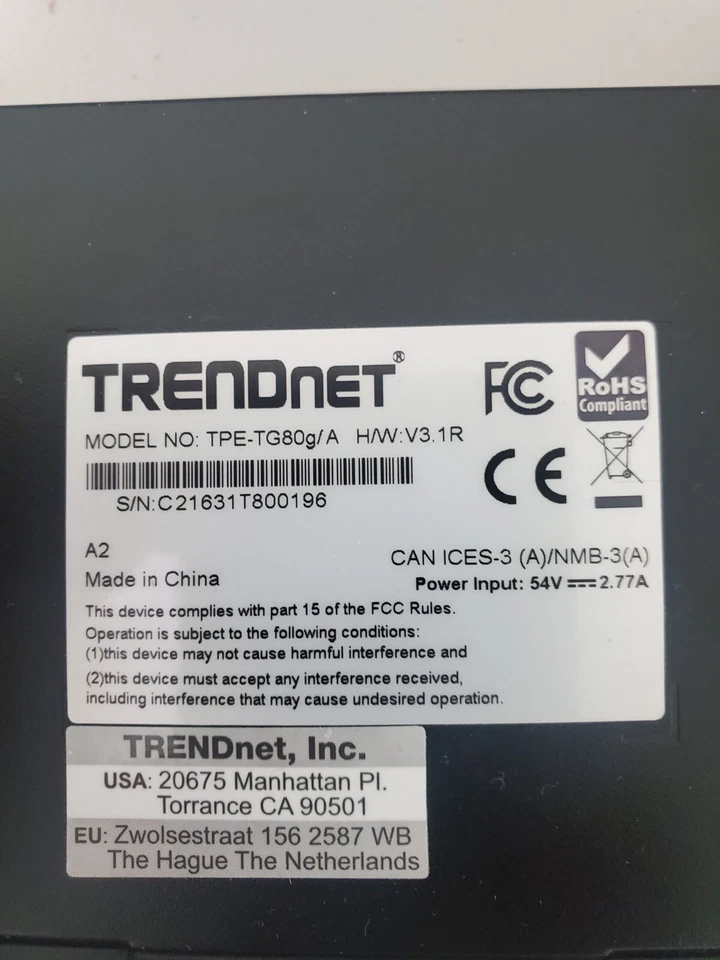 TRENDnet®
FCC
RoHS
Compliant
MODEL NO: TPE-TG80g/A H/W:V3.1R
S/N:C21631T800196
CE
A2
CAN ICES-3 (A)/NMB-3(A)
Made in China
Power Input: 54V ⎓ 2.77A
This device complies with part 15 of the FCC Rules.
Operation is subject to the following conditions:
(1)this device may not cause harmful interference and
(2)this device must accept any interference received,
including interference that may cause undesired operation.
TRENDnet, Inc.
USA: 20675 Manhattan Pl.
Torrance CA 90501
EU: Zwolsestraat 156 2587 WB
The Hague The Netherlands